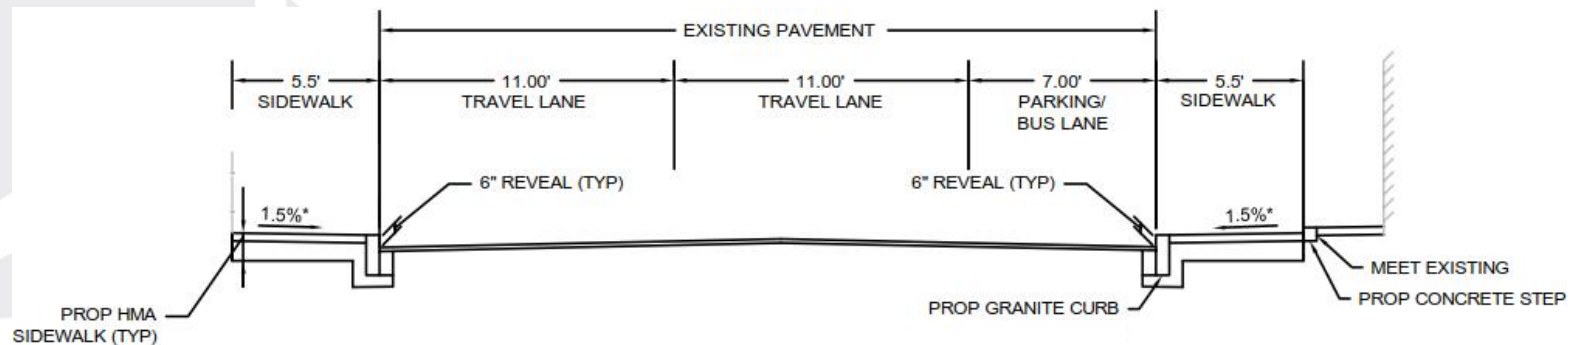 EXISTING PAVEMENT
5.5'
SIDEWALK
11.00'
TRAVEL LANE
11.00'
TRAVEL LANE
7.00'
PARKING/
BUS LANE
5.5'
SIDEWALK
6" REVEAL (TYP)
6" REVEAL (TYP)
1.5%*
1.5%*
MEET EXISTING
PROP CONCRETE STEP
PROP GRANITE CURB
PROP HMA
SIDEWALK (TYP)